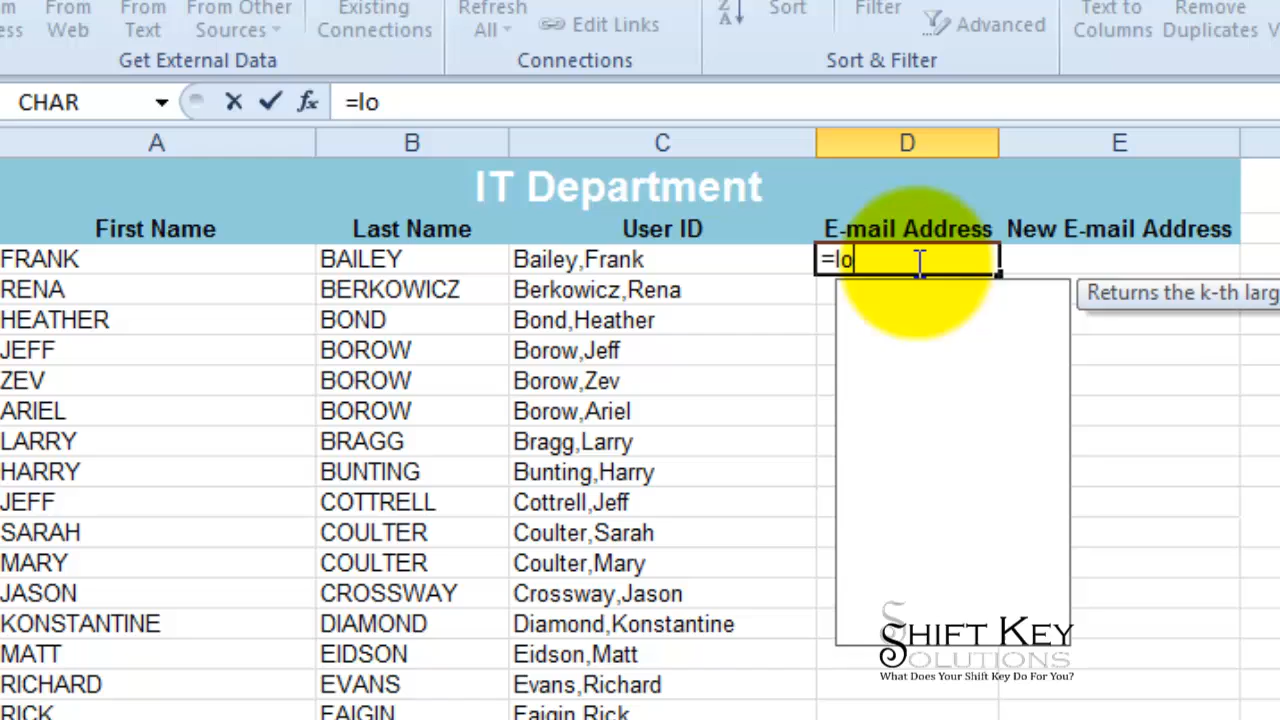 From From From Other Existing Refresh Sort Filter Text to Remove
ess Web Text Sources Connections All Edit Links Advanced Columns Duplicates V
Get External Data Connections Sort & Filter
CHAR =lo
A B C D E
IT Department
First Name Last Name User ID E-mail Address New E-mail Address
FRANK BAILEY Bailey,Frank =lo
RENA BERKOWICZ Berkowicz,Rena Returns the k-th larg
HEATHER BOND Bond,Heather
JEFF BOROW Borow,Jeff
ZEV BOROW Borow,Zev
ARIEL BOROW Borow,Ariel
LARRY BRAGG Bragg,Larry
HARRY BUNTING Bunting,Harry
JEFF COTTRELL Cottrell,Jeff
SARAH COULTER Coulter,Sarah
MARY COULTER Coulter,Mary
JASON CROSSWAY Crossway,Jason
KONSTANTINE DIAMOND Diamond,Konstantine
MATT EIDSON Eidson,Matt
RICHARD EVANS Evans,Richard
RICK FAIGIN Faigin,Rick
SHIFT KEY
SOLUTIONS
What Does Your Shift Key Do For You?